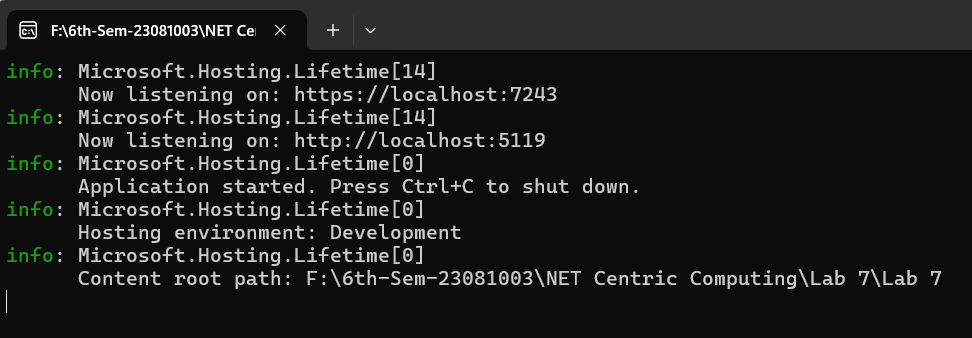 F:\6th-Sem-23081003\NET Cer
info: Microsoft.Hosting.Lifetime[14]
Now listening on: https://localhost:7243
info: Microsoft.Hosting.Lifetime[14]
Now listening on: http://localhost:5119
info: Microsoft.Hosting.Lifetime[0]
Application started. Press Ctrl+C to shut down.
info: Microsoft.Hosting.Lifetime[0]
Hosting environment: Development
info: Microsoft.Hosting.Lifetime[0]
Content root path: F:\6th-Sem-23081003\NET Centric Computing\Lab 7\Lab 7